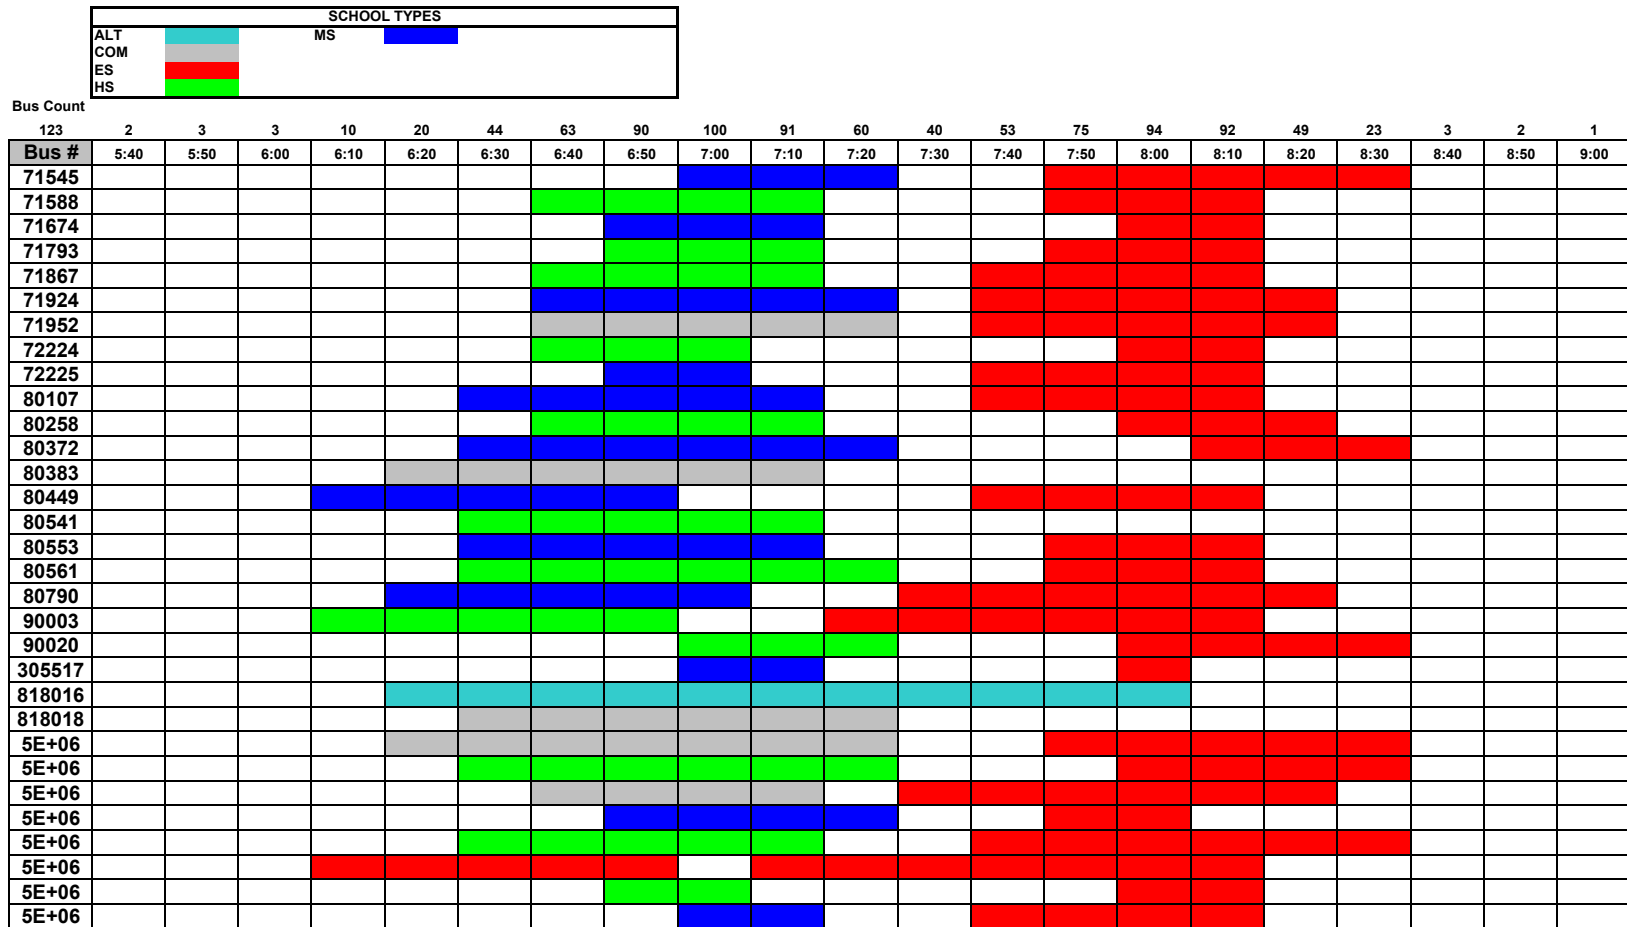 SCHOOL TYPES
ALT MS
COM
ES
HS
Bus Count
123 2 3 3 10 20 44 63 90 100 91 60 40 53 75 94 92 49 23 3 2 1
Bus # 5:40 5:50 6:00 6:10 6:20 6:30 6:40 6:50 7:00 7:10 7:20 7:30 7:40 7:50 8:00 8:10 8:20 8:30 8:40 8:50 9:00
71545
71588
71674
71793
71867
71924
71952
72224
72225
80107
80258
80372
80383
80449
80541
80553
80561
80790
90003
90020
305517
818016
818018
5E+06
5E+06
5E+06
5E+06
5E+06
5E+06
5E+06
5E+06